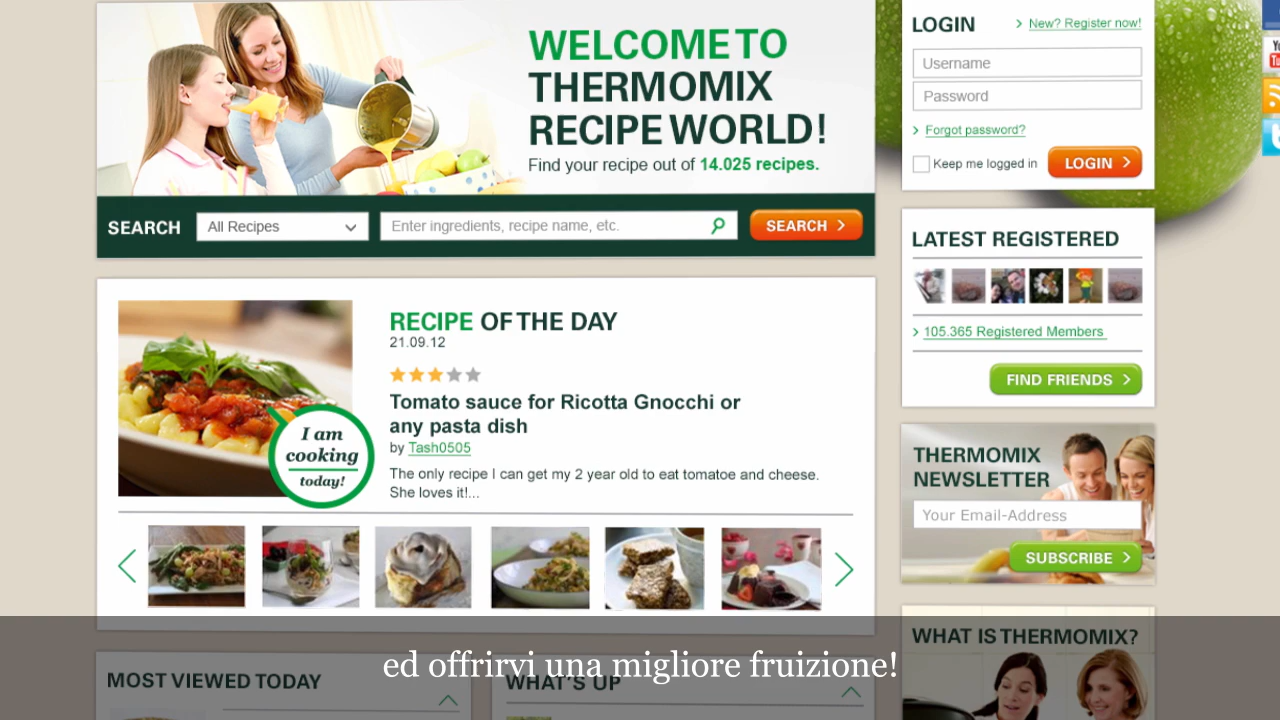 WELCOME TO
THERMOMIX
RECIPE WORLD!
Find your recipe out of 14.025 recipes.
SEARCH
All Recipes
Enter ingredients, recipe name, etc.
SEARCH
RECIPE OF THE DAY
21.09.12
Tomato sauce for Ricotta Gnocchi or
any pasta dish
by Tash0505
The only recipe I can get my 2 year old to eat tomatoe and cheese.
She loves it!...
I am
cooking
today!
MOST VIEWED TODAY
WHAT'S UP
LOGIN
New? Register now!
Username
Password
Forgot password?
Keep me logged in
LOGIN
LATEST REGISTERED
105.365 Registered Members
FIND FRIENDS
THERMOMIX
NEWSLETTER
Your Email-Address
SUBSCRIBE
WHAT IS THERMOMIX?
ed offrirvi una migliore fruizione!